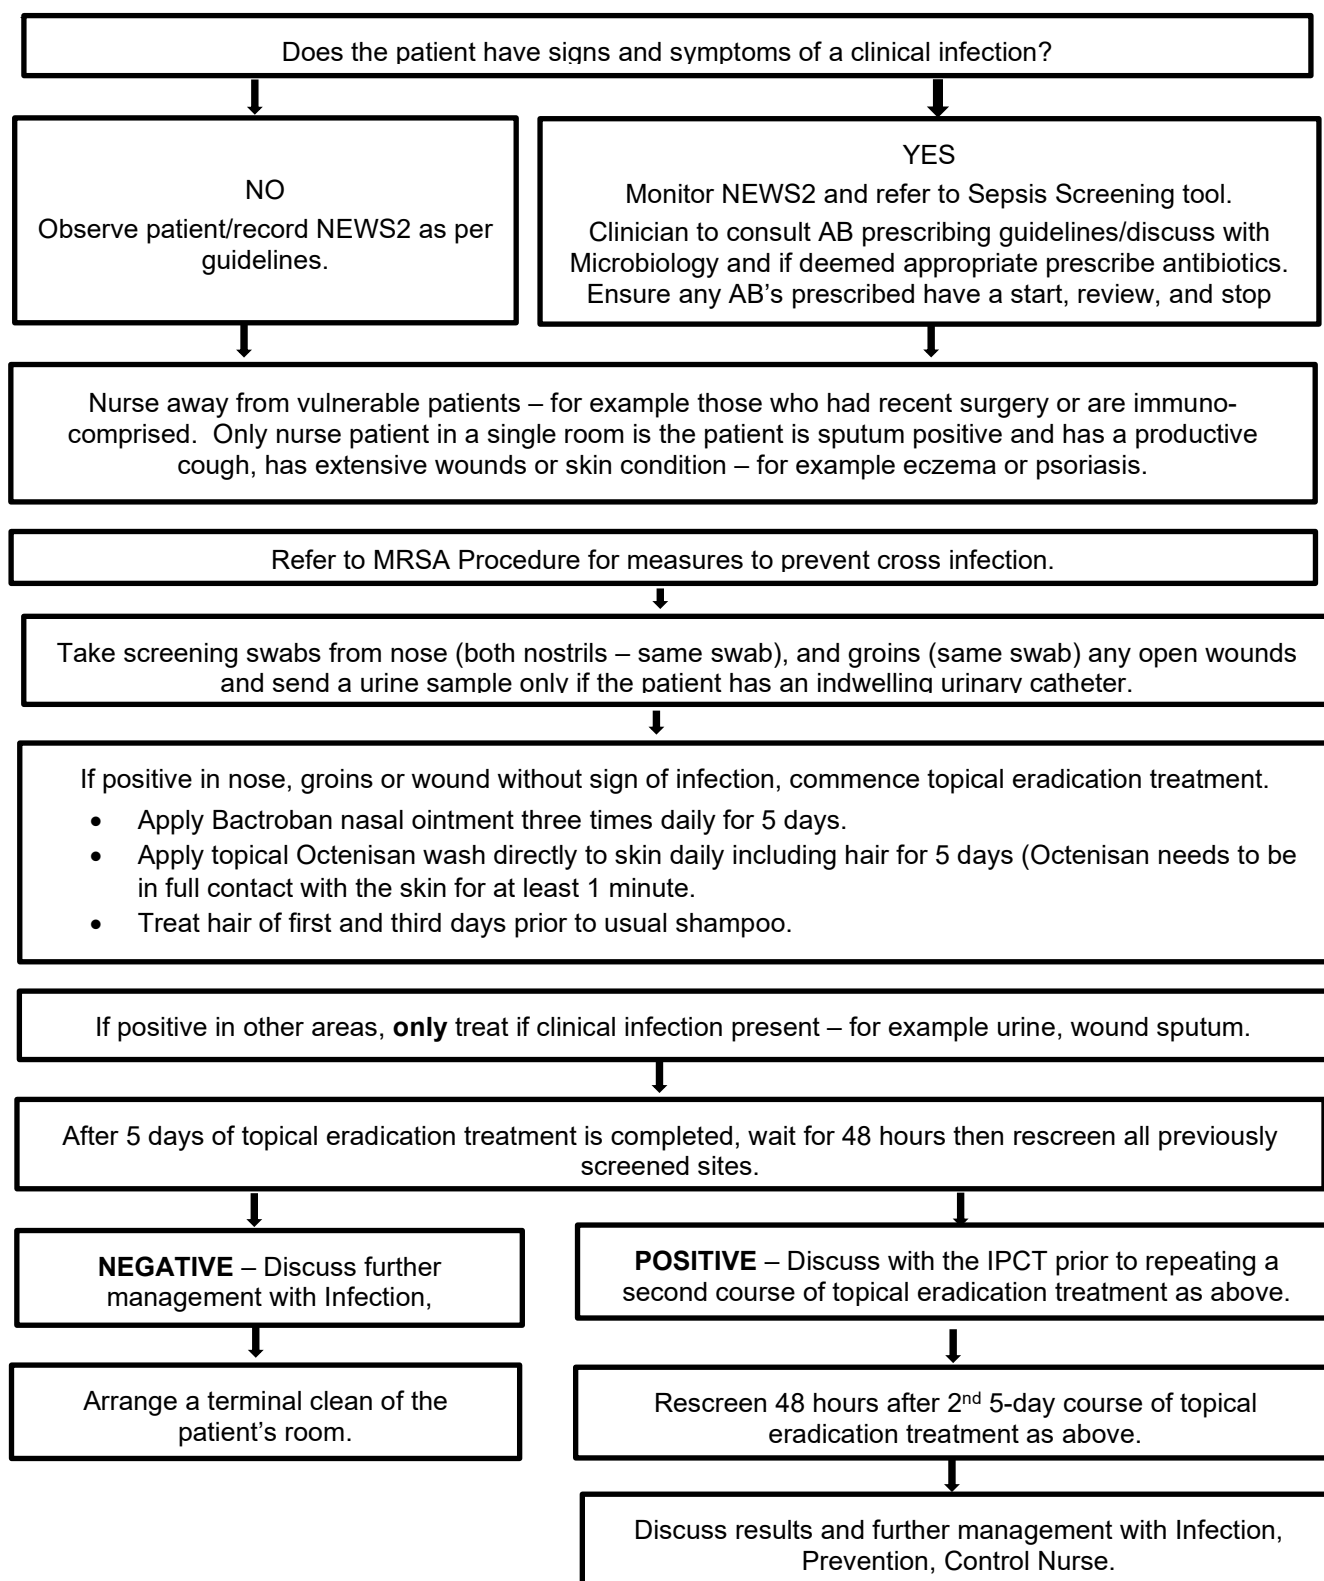 Does the patient have signs and symptoms of a clinical infection?
NO
Observe patient/record NEWS2 as per
guidelines.
YES
Monitor NEWS2 and refer to Sepsis Screening tool.
Clinician to consult AB prescribing guidelines/discuss with
Microbiology and if deemed appropriate prescribe antibiotics.
Ensure any AB’s prescribed have a start, review, and stop
Nurse away from vulnerable patients – for example those who had recent surgery or are immuno-
comprised. Only nurse patient in a single room is the patient is sputum positive and has a productive
cough, has extensive wounds or skin condition – for example eczema or psoriasis.
Refer to MRSA Procedure for measures to prevent cross infection.
Take screening swabs from nose (both nostrils – same swab), and groins (same swab) any open wounds
and send a urine sample only if the patient has an indwelling urinary catheter.
If positive in nose, groins or wound without sign of infection, commence topical eradication treatment.
• Apply Bactroban nasal ointment three times daily for 5 days.
• Apply topical Octenisan wash directly to skin daily including hair for 5 days (Octenisan needs to be
in full contact with the skin for at least 1 minute.
• Treat hair of first and third days prior to usual shampoo.
If positive in other areas, only treat if clinical infection present – for example urine, wound sputum.
After 5 days of topical eradication treatment is completed, wait for 48 hours then rescreen all previously
screened sites.
NEGATIVE – Discuss further
management with Infection,
POSITIVE – Discuss with the IPCT prior to repeating a
second course of topical eradication treatment as above.
Arrange a terminal clean of the
patient’s room.
Rescreen 48 hours after 2nd 5-day course of topical
eradication treatment as above.
Discuss results and further management with Infection,
Prevention, Control Nurse.